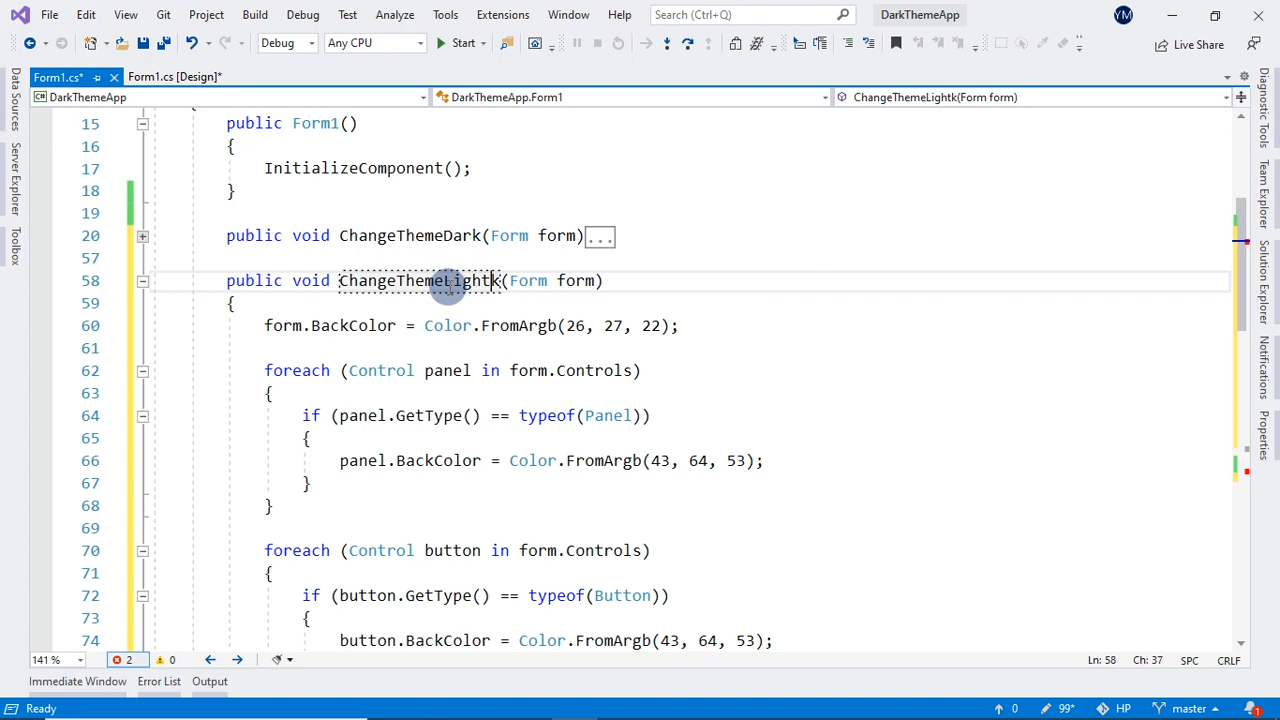 File Edit View Git Project Build Debug Test Analyze Tools Extensions Window Help Search (Ctrl+Q) DarkThemeApp YM
Debug Any CPU Start Live Share
Form1.cs* Form1.cs [Design]*
DarkThemeApp DarkThemeApp.Form1 ChangeThemeLightk(Form form)
15 public Form1()
16 {
17 InitializeComponent();
18 }
19
20 public void ChangeThemeDark(Form form)...
57
58 public void ChangeThemeLightk(Form form)
59 {
60 form.BackColor = Color.FromArgb(26, 27, 22);
61
62 foreach (Control panel in form.Controls)
63 {
64 if (panel.GetType() == typeof(Panel))
65 {
66 panel.BackColor = Color.FromArgb(43, 64, 53);
67 }
68 }
69
70 foreach (Control button in form.Controls)
71 {
72 if (button.GetType() == typeof(Button))
73 {
74 button.BackColor = Color.FromArgb(43, 64, 53);
Data Sources
Server Explorer
Toolbox
Diagnostic Tools
Team Explorer
Solution Explorer
Notifications
Properties
141 % 2 0 Ln: 58 Ch: 37 SPC CRLF
Immediate Window Error List Output
Ready 0 99* HP master 1